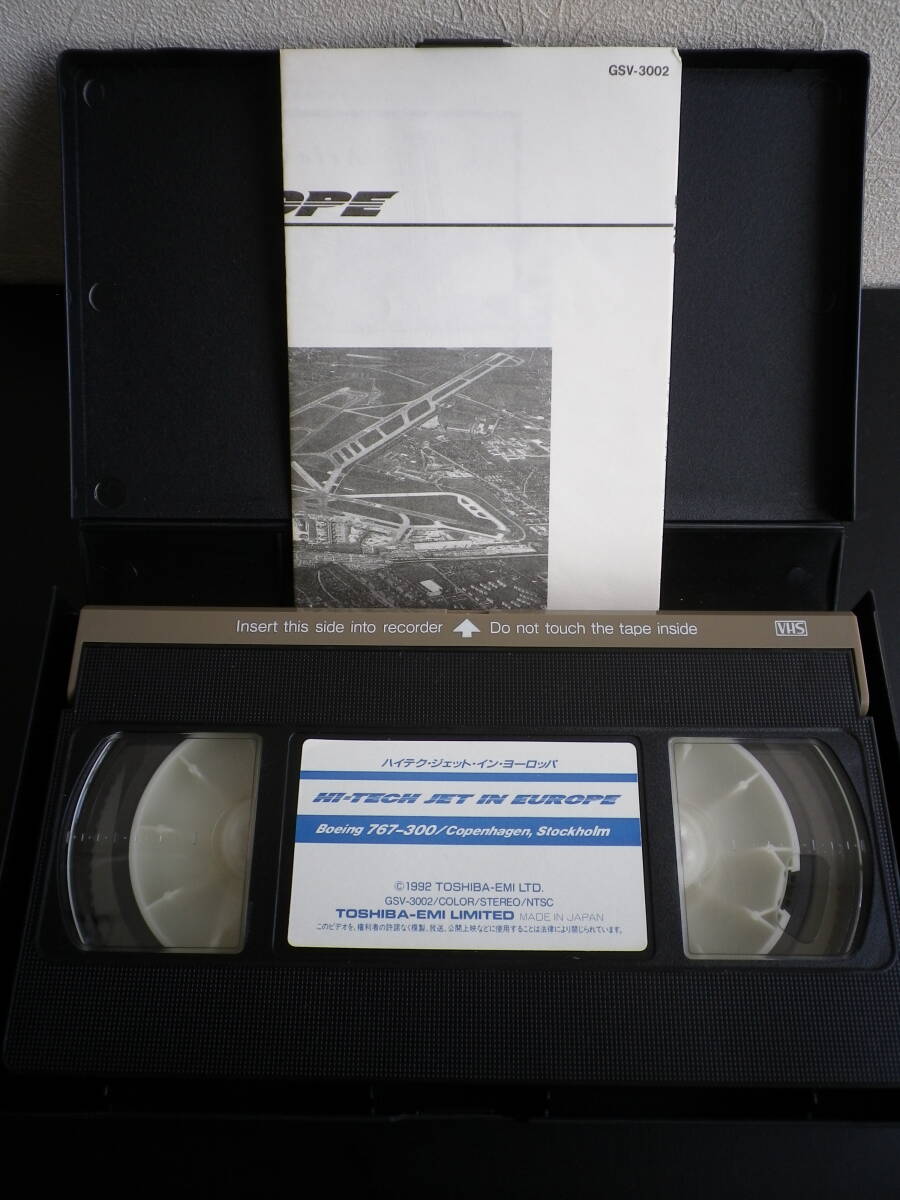 GSV-3002
OPE
Insert this side into recorder Do not touch the tape inside VHS
ハイテク・ジェット・イン・ヨーロッパ
HI-TECH JET IN EUROPE
Boeing 767-300/Copenhagen, Stockholm
©1992 TOSHIBA-EMI LTD.
GSV-3002/COLOR/STEREO/NTSC
TOSHIBA-EMI LIMITED MADE IN JAPAN
このビデオを、権利者の許諾なく複製、放送、公開上映などに使用することは法律により禁じられています。